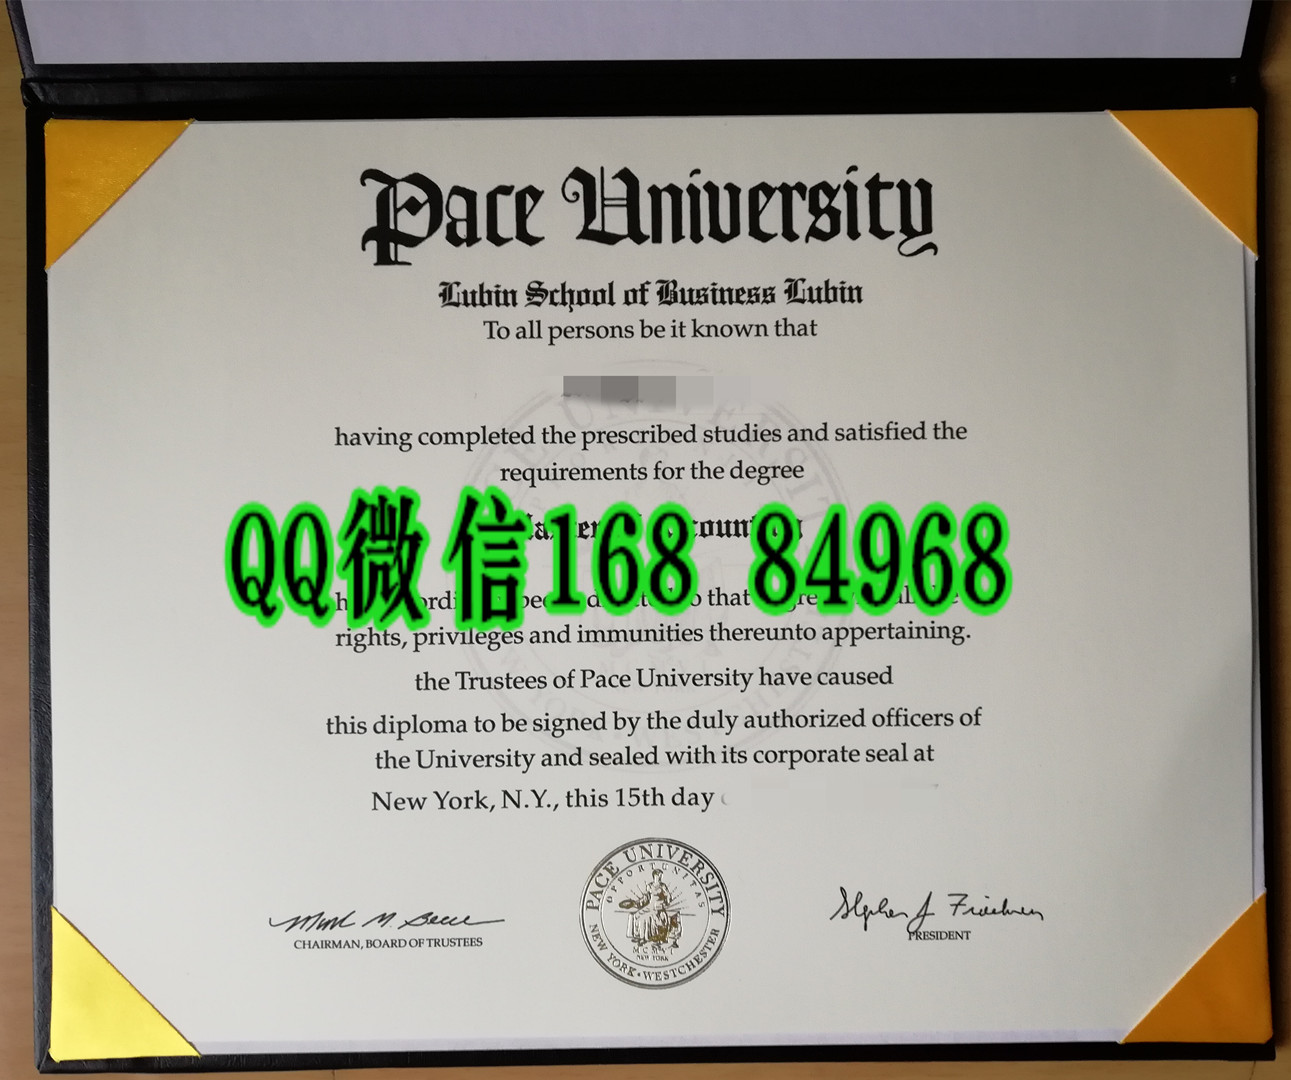 Pace University
Lubin School of Business Lubin
To all persons be it known that
having completed the prescribed studies and satisfied the
requirements for the degree
QQ微信168 84968
rights, privileges and immunities thereunto appertaining.
the Trustees of Pace University have caused
this diploma to be signed by the duly authorized officers of
the University and sealed with its corporate seal at
New York, N.Y., this 15th day
PACE UNIVERSITY
OPPORTUNITAS
NEW YORK • WESTCHESTER
CHAIRMAN, BOARD OF TRUSTEES
PRESIDENT